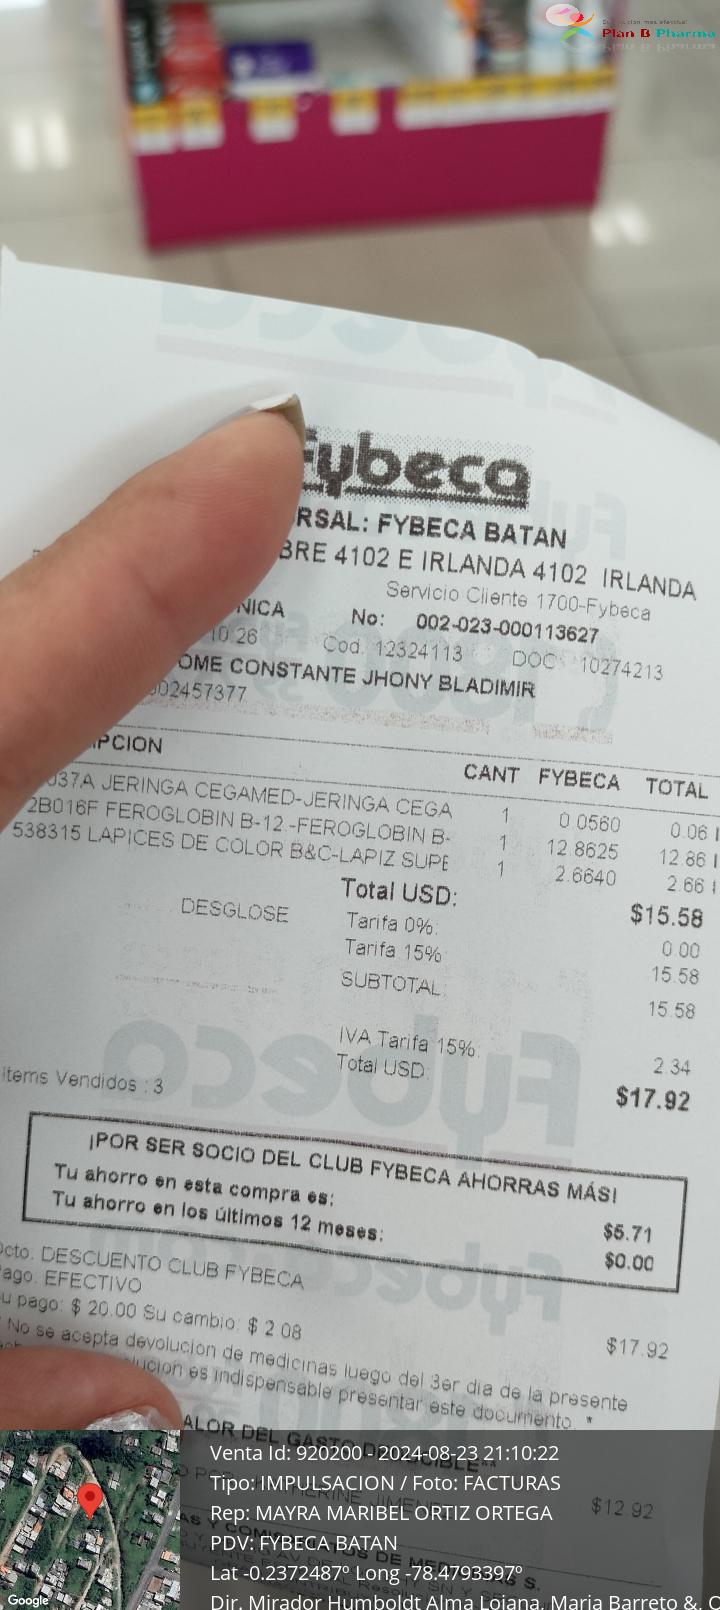 Plan B Pharma
Fybeca
RSAL: FYBECA BATAN
BRE 4102 E IRLANDA 4102 IRLANDA
Servicio Cliente 1700-Fybeca
NICA No: 002-023-000113627
10:26 Cod. 12324113 DOC 10274213
OME CONSTANTE JHONY BLADIMIR
002457377
IPCION CANT FYBECA TOTAL
037A JERINGA CEGAMED-JERINGA CEGA 1 0.0560 0.06 I
2B016F FEROGLOBIN B-12.-FEROGLOBIN B- 1 12.8625 12.86 I
538315 LAPICES DE COLOR B&C-LAPIZ SUPE 1 2.6640 2.66 I
Total USD: $15.58
DESGLOSE Tarifa 0%: 0.00
Tarifa 15% 15.58
SUBTOTAL: 15.58
IVA Tarifa 15%: 2.34
Total USD: $17.92
items Vendidos : 3
¡POR SER SOCIO DEL CLUB FYBECA AHORRAS MÁS!
Tu ahorro en esta compra es: $5.71
Tu ahorro en los últimos 12 meses: $0.00
Dcto: DESCUENTO CLUB FYBECA
ago: EFECTIVO $17.92
u pago: $ 20.00 Su cambio: $ 2.08
No se acepta devolucion de medicinas luego del 3er dia de la presente
lucion es indispensable presentar este documento. *
ALOR DEL GASTO DEDUCIBLE** $12.92
Venta Id: 920200 - 2024-08-23 21:10:22
Tipo: IMPULSACION / Foto: FACTURAS
Rep: MAYRA MARIBEL ORTIZ ORTEGA
PDV: FYBECA BATAN
Lat -0.2372487º Long -78.4793397º
Dir. Mirador Humboldt Alma Lojana, Maria Barreto &, C
Google